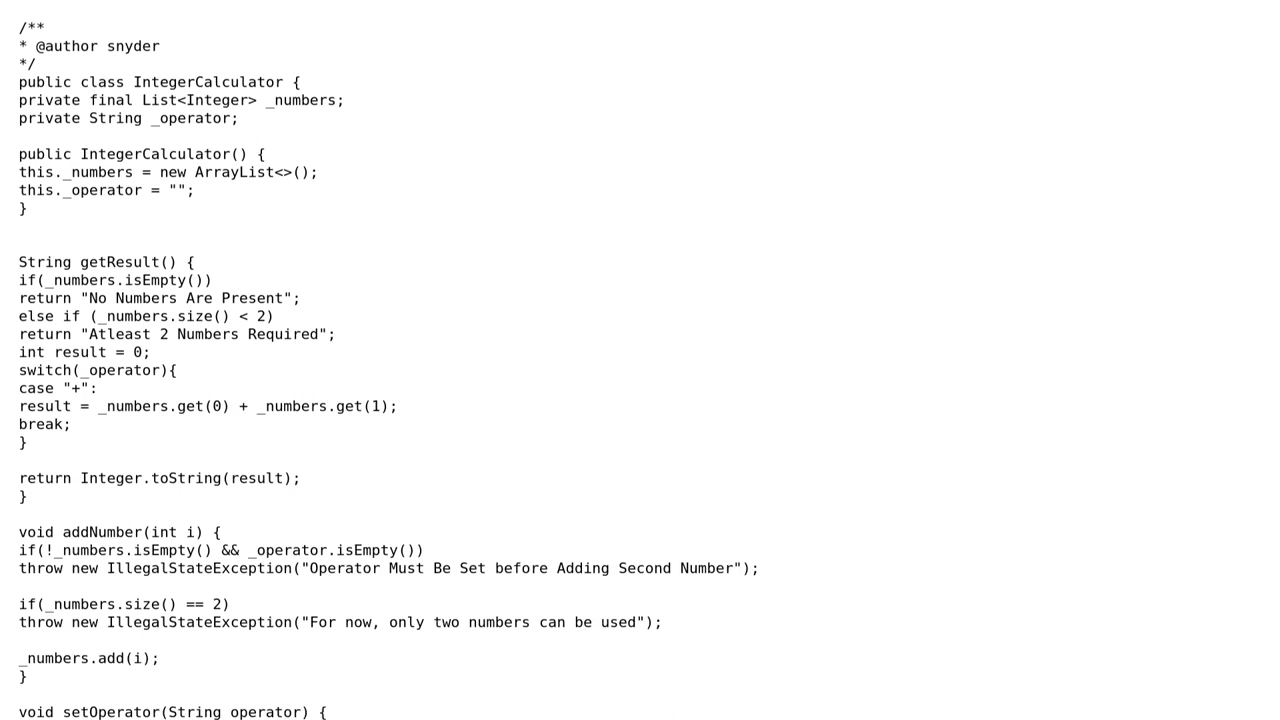 /**
* @author snyder
*/
public class IntegerCalculator {
private final List<Integer> _numbers;
private String _operator;
public IntegerCalculator() {
this._numbers = new ArrayList<>();
this._operator = "";
}
String getResult() {
if(_numbers.isEmpty())
return "No Numbers Are Present";
else if (_numbers.size() < 2)
return "Atleast 2 Numbers Required";
int result = 0;
switch(_operator){
case "+":
result = _numbers.get(0) + _numbers.get(1);
break;
}
return Integer.toString(result);
}
void addNumber(int i) {
if(!_numbers.isEmpty() && _operator.isEmpty())
throw new IllegalStateException("Operator Must Be Set before Adding Second Number");
if(_numbers.size() == 2)
throw new IllegalStateException("For now, only two numbers can be used");
_numbers.add(i);
}
void setOperator(String operator) {